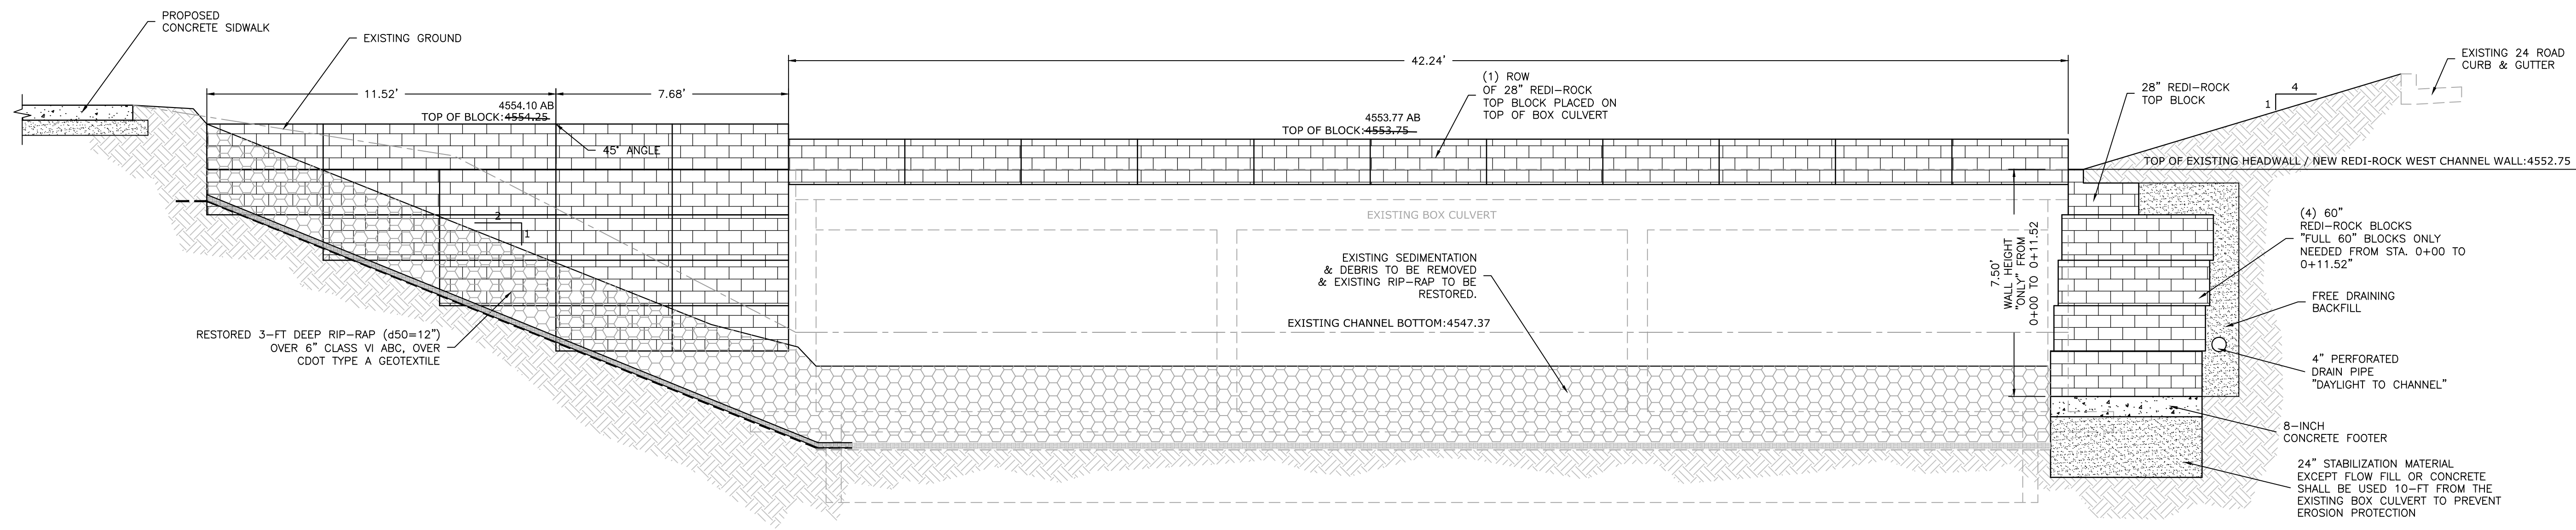 PROPOSED
CONCRETE SIDWALK
EXISTING GROUND
11.52'
7.68'
42.24'
4554.10 AB
TOP OF BLOCK:4554.25
45° ANGLE
(1) ROW
OF 28" REDI-ROCK
TOP BLOCK PLACED ON
TOP OF BOX CULVERT
4553.77 AB
TOP OF BLOCK:4553.75
28" REDI-ROCK
TOP BLOCK
4
1
EXISTING 24 ROAD
CURB & GUTTER
TOP OF EXISTING HEADWALL / NEW REDI-ROCK WEST CHANNEL WALL:4552.75
2
1
EXISTING BOX CULVERT
EXISTING SEDIMENTATION
& DEBRIS TO BE REMOVED
& EXISTING RIP-RAP TO BE
RESTORED.
EXISTING CHANNEL BOTTOM:4547.37
7.50'
WALL HEIGHT
"ONLY" FROM
0+00 TO 0+11.52
(4) 60"
REDI-ROCK BLOCKS
"FULL 60" BLOCKS ONLY
NEEDED FROM STA. 0+00 TO
0+11.52"
FREE DRAINING
BACKFILL
RESTORED 3-FT DEEP RIP-RAP (d50=12")
OVER 6" CLASS VI ABC, OVER
CDOT TYPE A GEOTEXTILE
4" PERFORATED
DRAIN PIPE
"DAYLIGHT TO CHANNEL"
8-INCH
CONCRETE FOOTER
24" STABILIZATION MATERIAL
EXCEPT FLOW FILL OR CONCRETE
SHALL BE USED 10-FT FROM THE
EXISTING BOX CULVERT TO PREVENT
EROSION PROTECTION